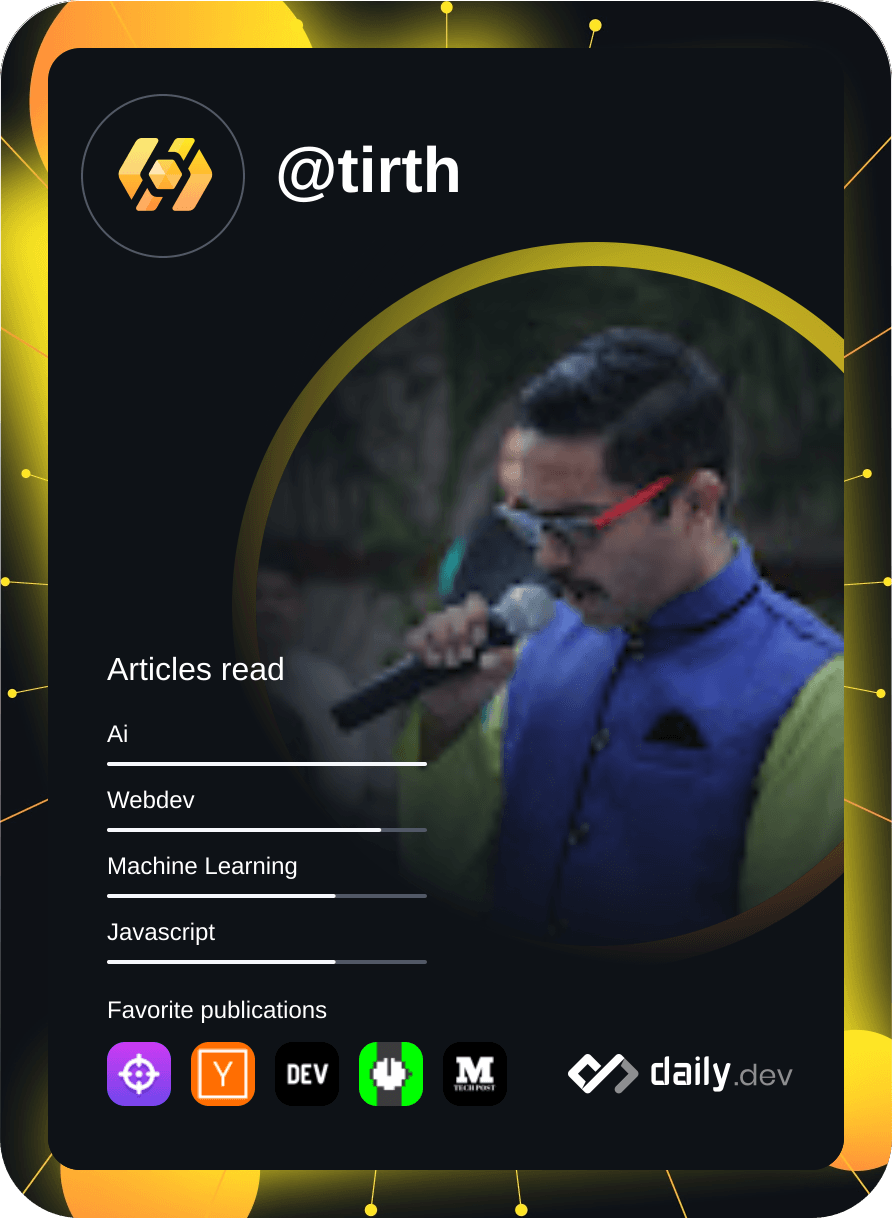 @tirth
Articles read
Ai
Webdev
Machine Learning
Javascript
Favorite publications
Y
DEV
M
TECH POST
daily.dev